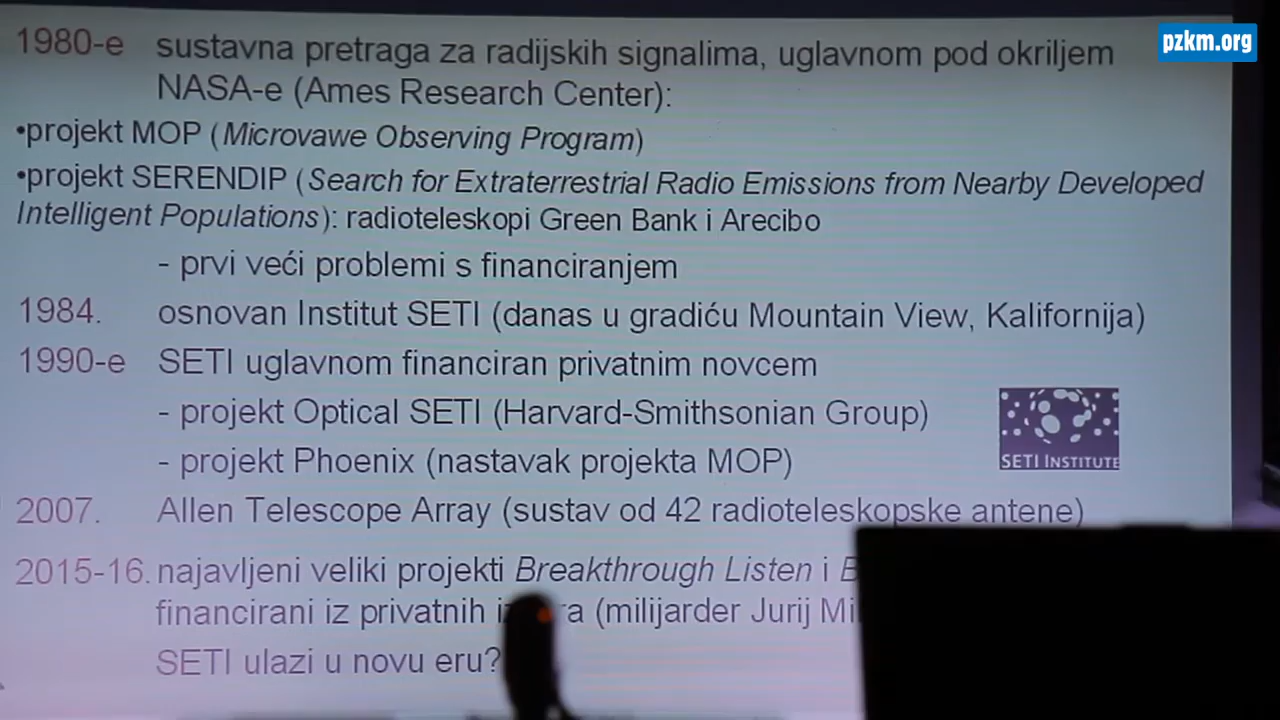 pzkm.org
1980-e sustavna pretraga za radijskih signalima, uglavnom pod okriljem
NASA-e (Ames Research Center):
•projekt MOP (Microvawe Observing Program)
•projekt SERENDIP (Search for Extraterrestrial Radio Emissions from Nearby Developed
Intelligent Populations): radioteleskopi Green Bank i Arecibo
- prvi veći problemi s financiranjem
1984. osnovan Institut SETI (danas u gradiću Mountain View, Kalifornija)
1990-e SETI uglavnom financiran privatnim novcem
- projekt Optical SETI (Harvard-Smithsonian Group)
- projekt Phoenix (nastavak projekta MOP)
SETI INSTITUTE
2007. Allen Telescope Array (sustav od 42 radioteleskopske antene)
2015-16. najavljeni veliki projekti Breakthrough Listen i
financirani iz privatnih (milijarder Jurij
SETI ulazi u novu eru?